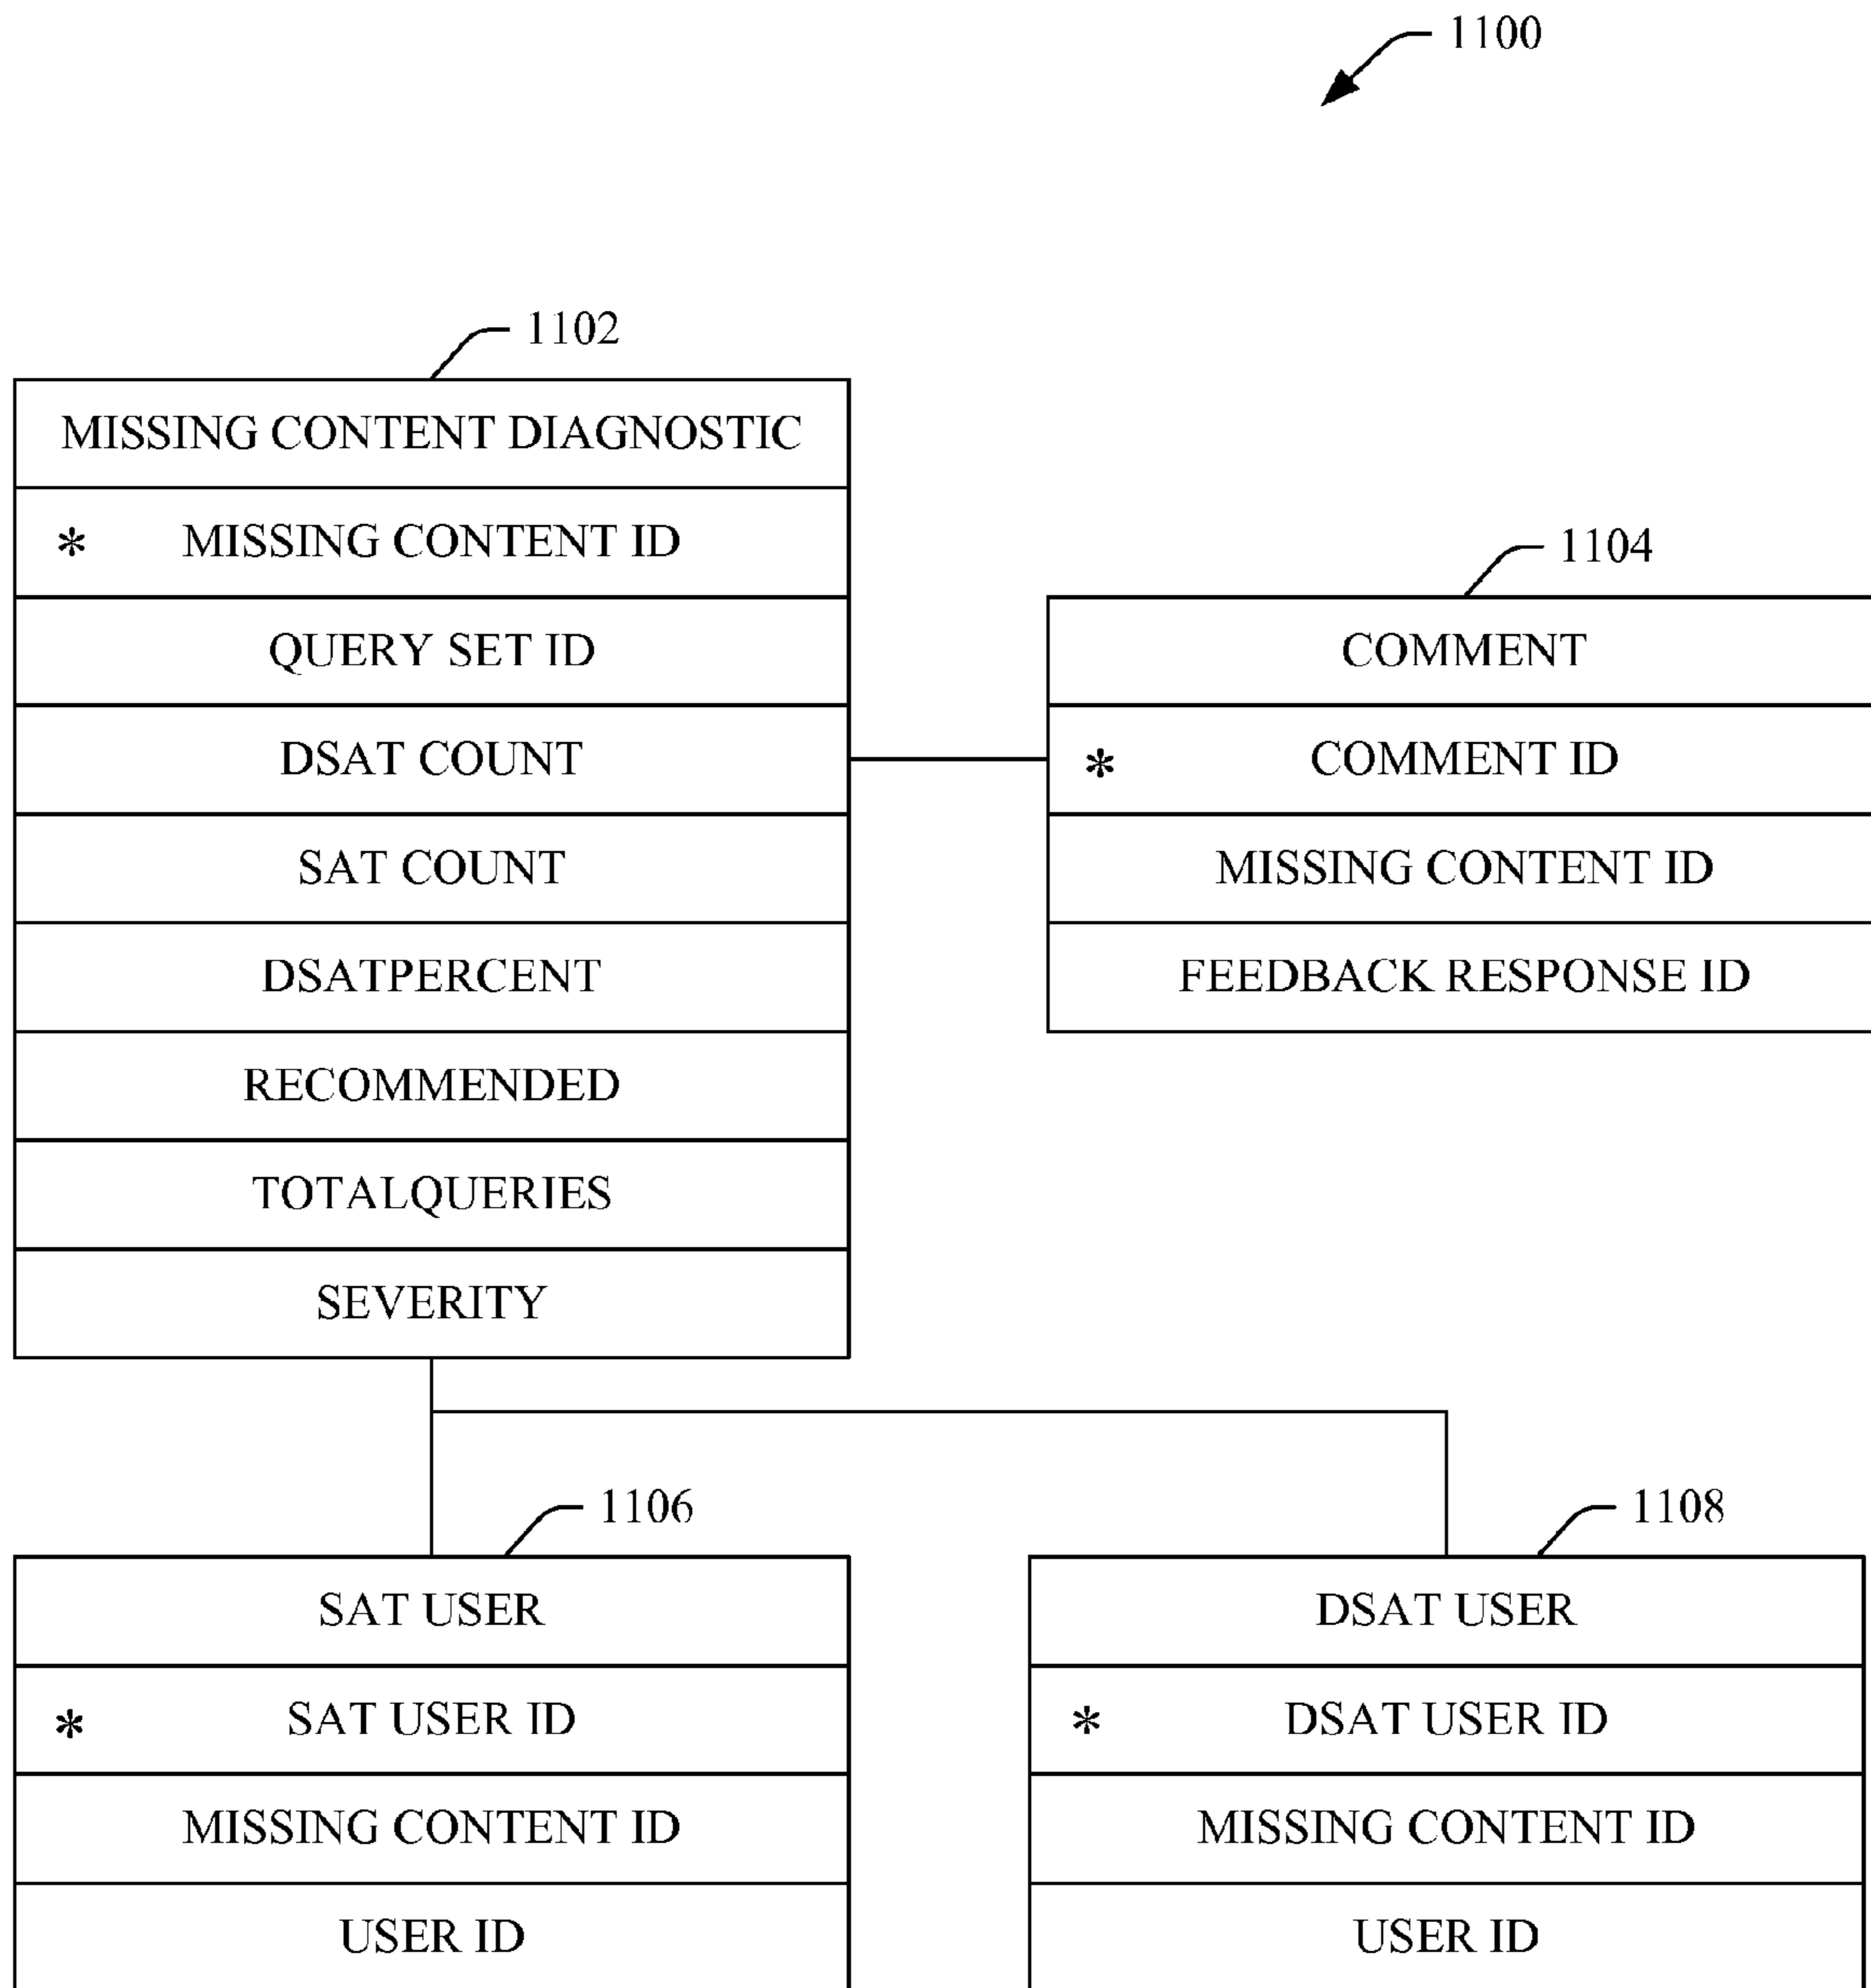 1100
1102
MISSING CONTENT DIAGNOSTIC
* MISSING CONTENT ID
QUERY SET ID
DSAT COUNT
SAT COUNT
DSATPERCENT
RECOMMENDED
TOTALQUERIES
SEVERITY
1104
COMMENT
* COMMENT ID
MISSING CONTENT ID
FEEDBACK RESPONSE ID
1106
SAT USER
* SAT USER ID
MISSING CONTENT ID
USER ID
1108
DSAT USER
* DSAT USER ID
MISSING CONTENT ID
USER ID